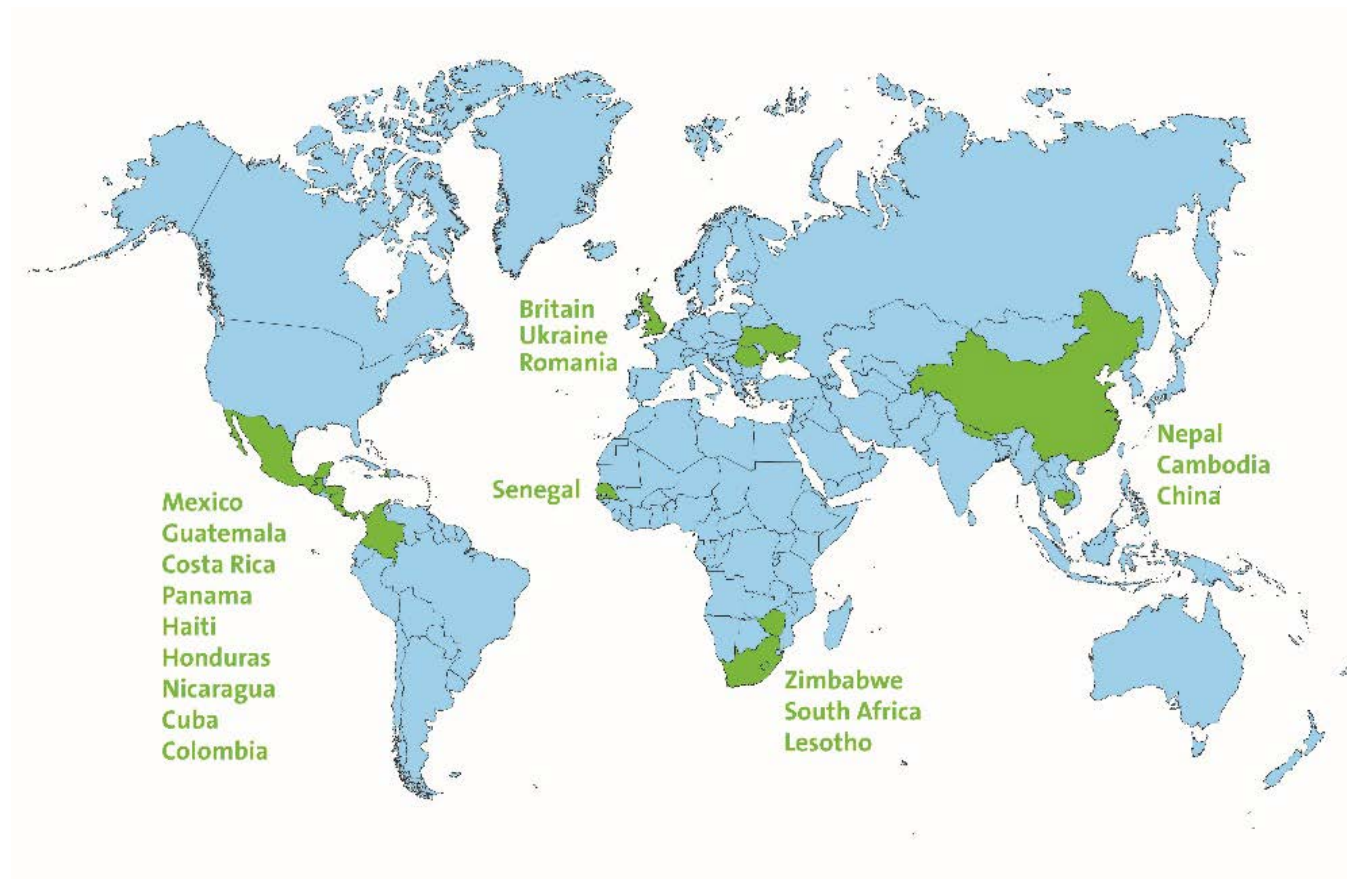 Britain
Ukraine
Romania
Nepal
Cambodia
China
Senegal
Mexico
Guatemala
Costa Rica
Panama
Haiti
Honduras
Nicaragua
Cuba
Colombia
Zimbabwe
South Africa
Lesotho